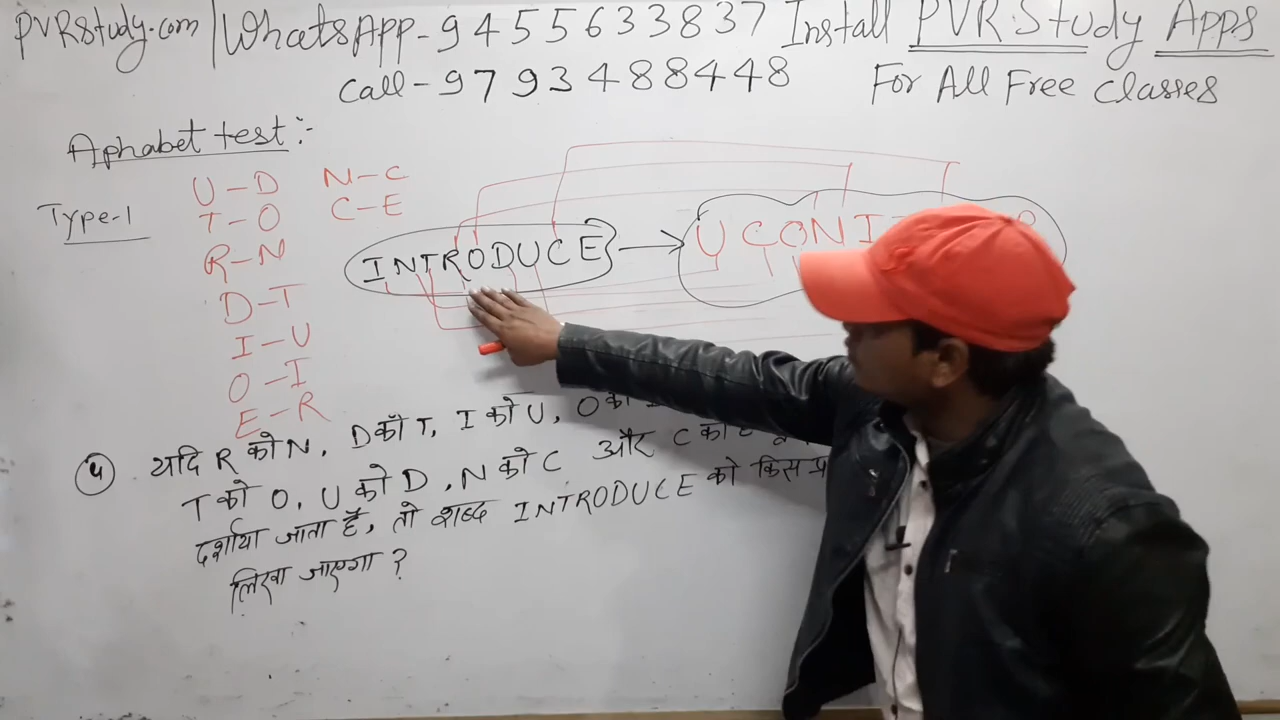 PVRStudy.com | WhatsApp - 9455633837 Install PVR Study Apps
Call - 9793488448 For All Free Classes
Aphabet test :-
Type-1
U - D N - C
T - O C - E
R - N
D - T
I - U
O - I
E - R
INTRODUCE → UCONI
५ यदि R को N, D को T, I को U, O को
T को O, U को D, N को C और C को
दर्शाया जाता है, तो शब्द INTRODUCE को किस
लिखा जाएगा ?